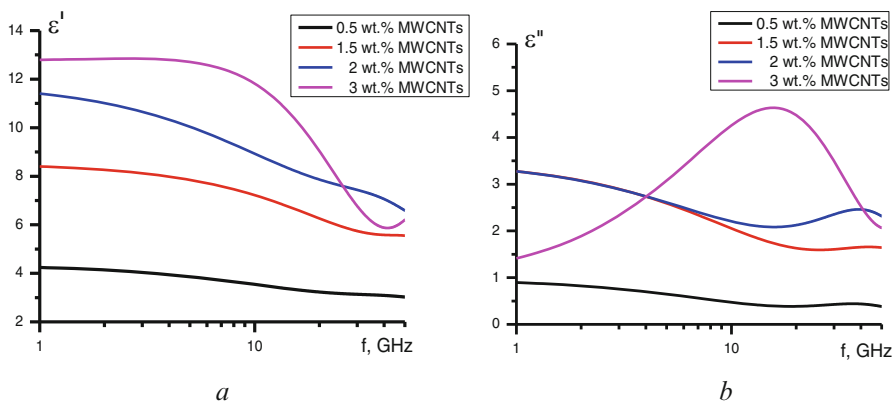 ε'
0.5 wt.% MWCNTs
1.5 wt.% MWCNTs
2 wt.% MWCNTs
3 wt.% MWCNTs
14
12
10
8
6
4
2
1
10
f, GHz
a
ε"
0.5 wt.% MWCNTs
1.5 wt.% MWCNTs
2 wt.% MWCNTs
3 wt.% MWCNTs
6
5
4
3
2
1
0
1
10
f, GHz
b